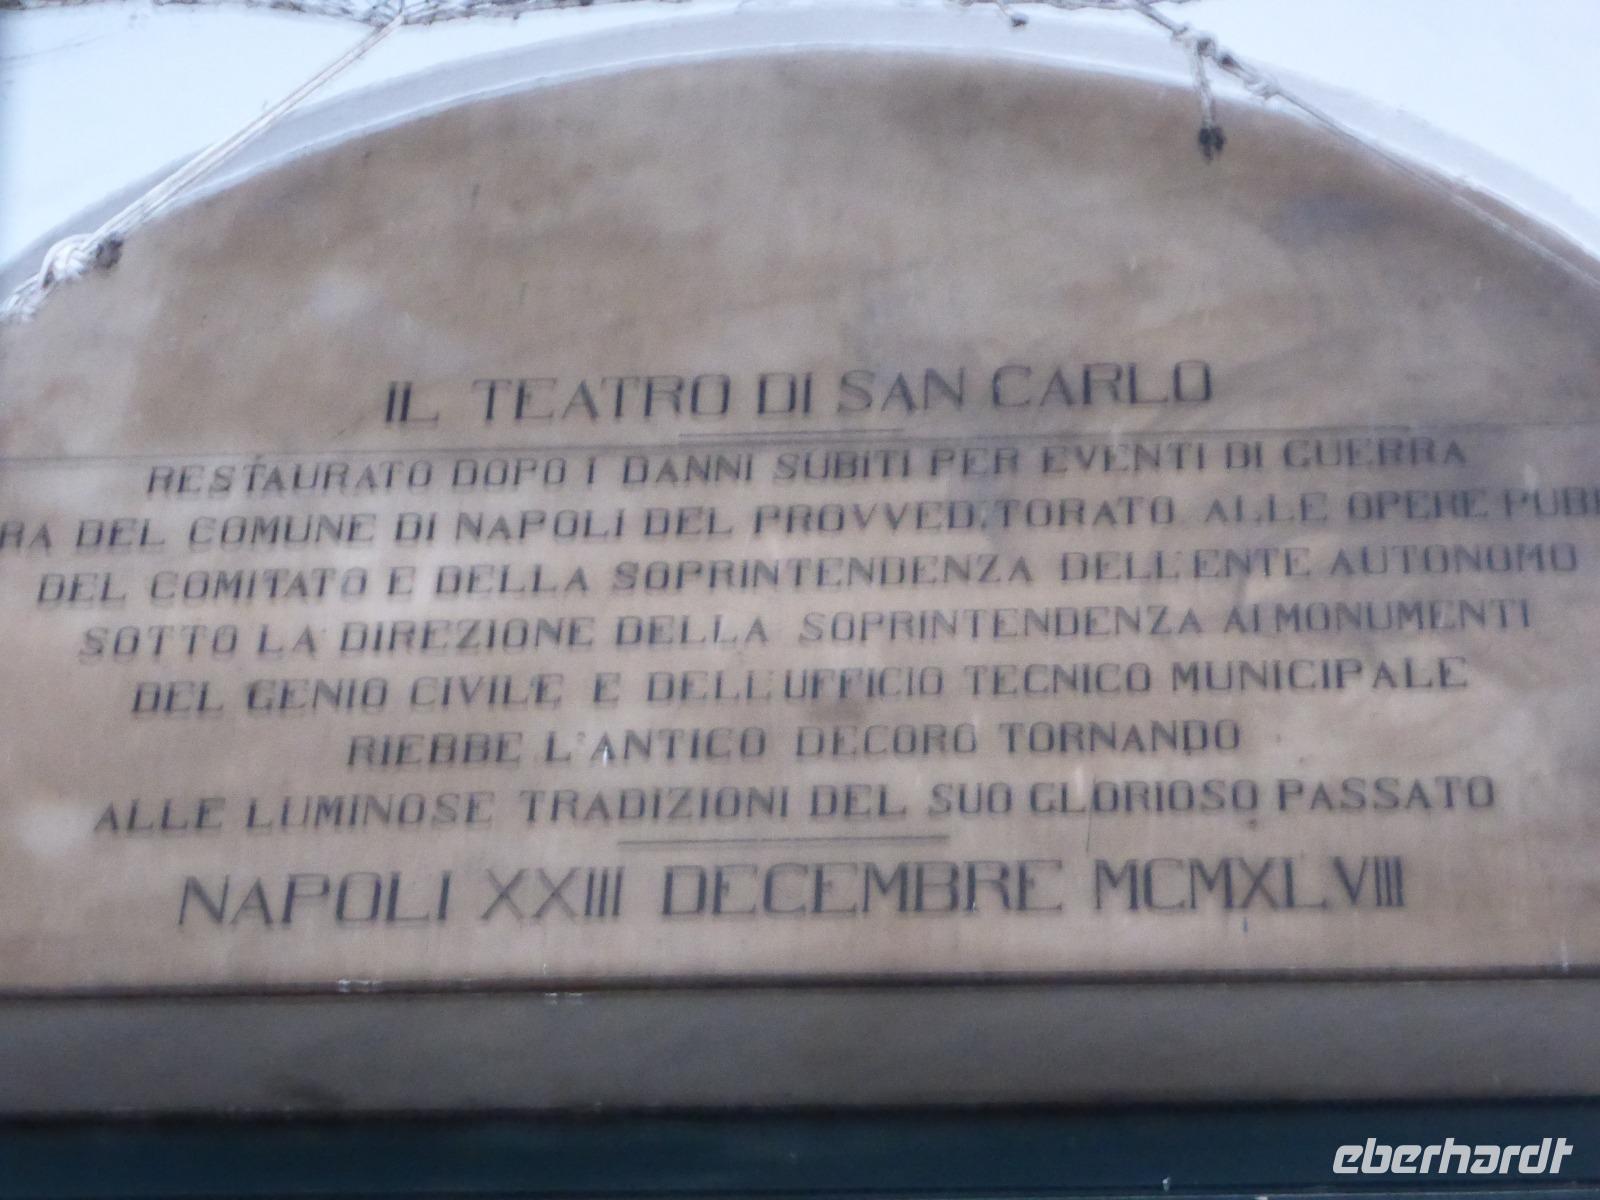 IL TEATRO DI SAN CARLO
RESTAURATO DOPO I DANNI SUBITI PER EVENTI DI GUERRA
RA DEL COMUNE DI NAPOLI DEL PROVVEDITORATO ALLE OPERE PUBB
DEL COMITATO E DELLA SOPRINTENDENZA DELL'ENTE AUTONOMO
SOTTO LA DIREZIONE DELLA SOPRINTENDENZA AI MONUMENTI
DEL GENIO CIVILE E DELL'UFFICIO TECNICO MUNICIPALE
RIEBBE L'ANTICO DECORO TORNANDO
ALLE LUMINOSE TRADIZIONI DEL SUO GLORIOSO PASSATO
NAPOLI XXIII DECEMBRE MCMXLVIII
eberhardt